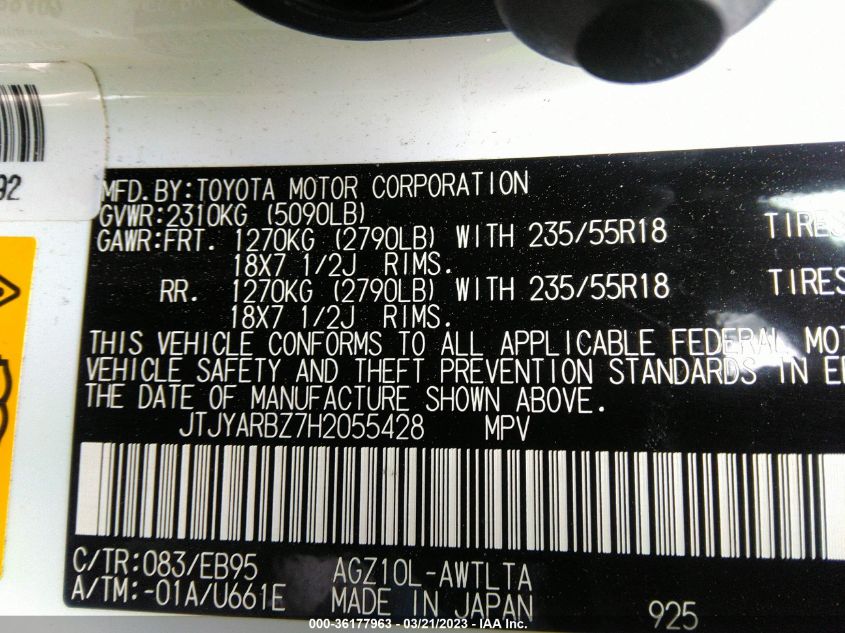 92
MFD.BY:TOYOTA MOTOR CORPORATION
GVWR:2310KG (5090LB)
GAWR:FRT. 1270KG (2790LB) WITH 235/55R18 TIRES
18X7 1/2J RIMS.
RR. 1270KG (2790LB) WITH 235/55R18 TIRES
18X7 1/2J RIMS.
THIS VEHICLE CONFORMS TO ALL APPLICABLE FEDERAL MOT
VEHICLE SAFETY AND THEFT PREVENTION STANDARDS IN E
THE DATE OF MANUFACTURE SHOWN ABOVE.
JTJYARBZ7H2055428 MPV
C/TR:083/EB95 AGZ10L-AWTLTA
A/TM:-01A/U661E MADE IN JAPAN 925
000-36177963 - 03/21/2023 - IAA Inc.